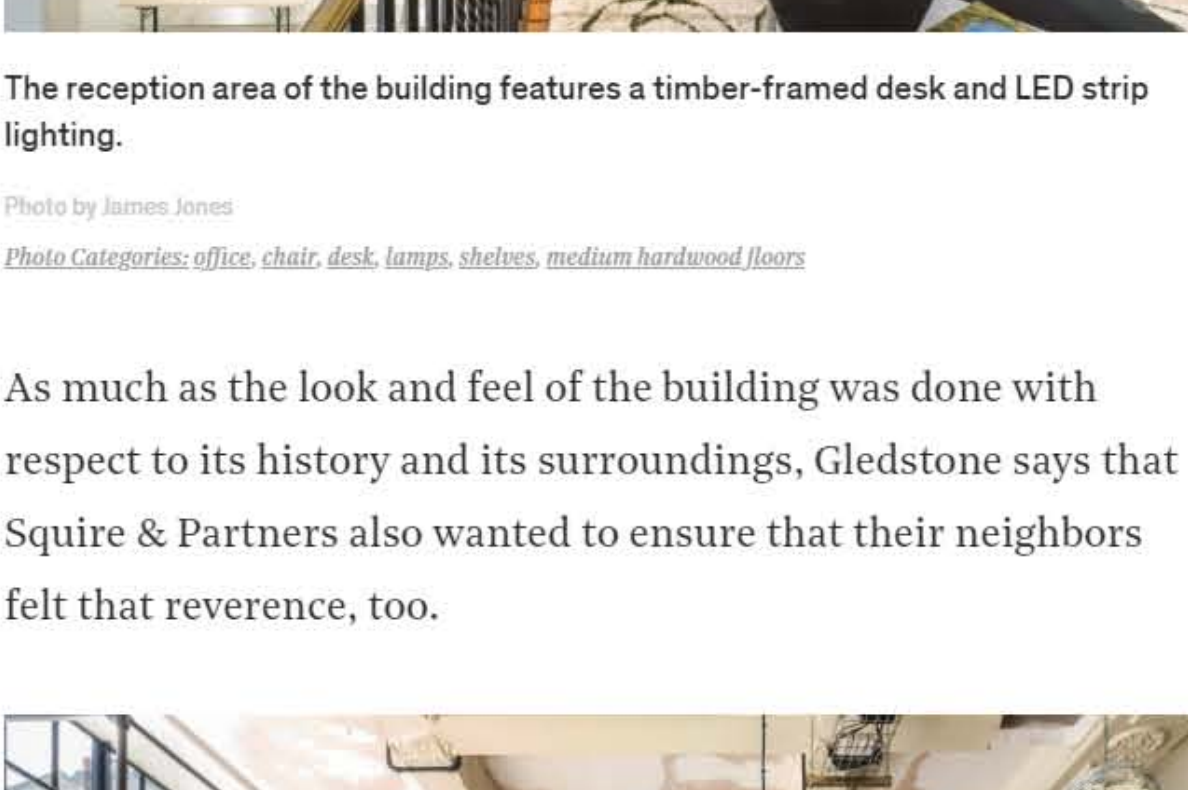 The reception area of the building features a timber-framed desk and LED strip
lighting.
Photo by James Jones
Photo Categories: office, chair, desk, lamps, shelves, medium hardwood floors
As much as the look and feel of the building was done with
respect to its history and its surroundings, Gledstone says that
Squire & Partners also wanted to ensure that their neighbors
felt that reverence, too.